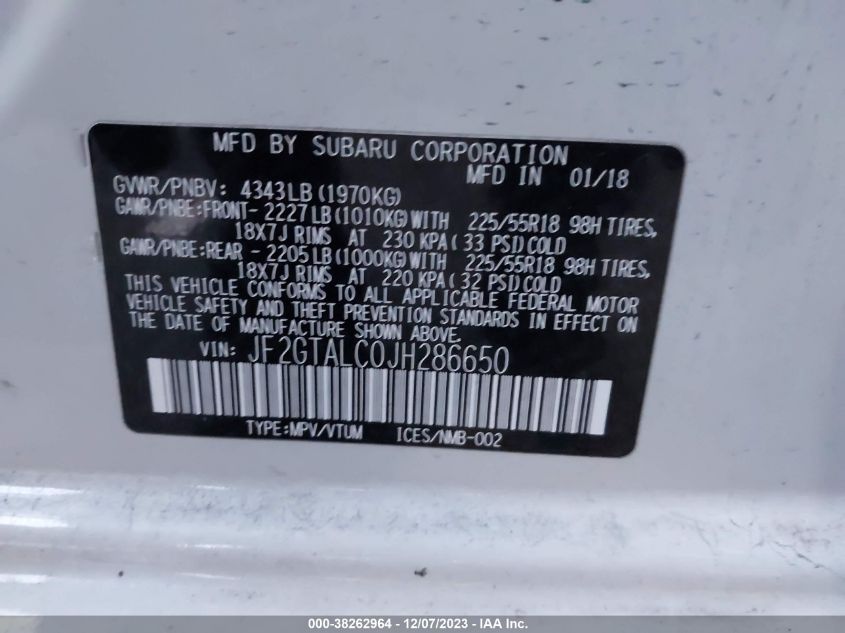 MFD BY SUBARU CORPORATION
MFD IN 01/18
GVWR/PNBV: 4343LB (1970KG)
GAWR/PNBE:FRONT- 2227LB(1010KG)WITH 225/55R18 98H TIRES,
18X7J RIMS AT 230 KPA( 33 PSI)COLD
GAWR/PNBE:REAR - 2205LB(1000KG)WITH 225/55R18 98H TIRES,
18X7J RIMS AT 220 KPA( 32 PSI)COLD
THIS VEHICLE CONFORMS TO ALL APPLICABLE FEDERAL MOTOR
VEHICLE SAFETY AND THEFT PREVENTION STANDARDS IN EFFECT ON
THE DATE OF MANUFACTURE SHOWN ABOVE.
VIN: JF2GTALC0JH286650
TYPE:MPV/VTUM ICES/NMB-002
000-38262964 - 12/07/2023 - IAA Inc.